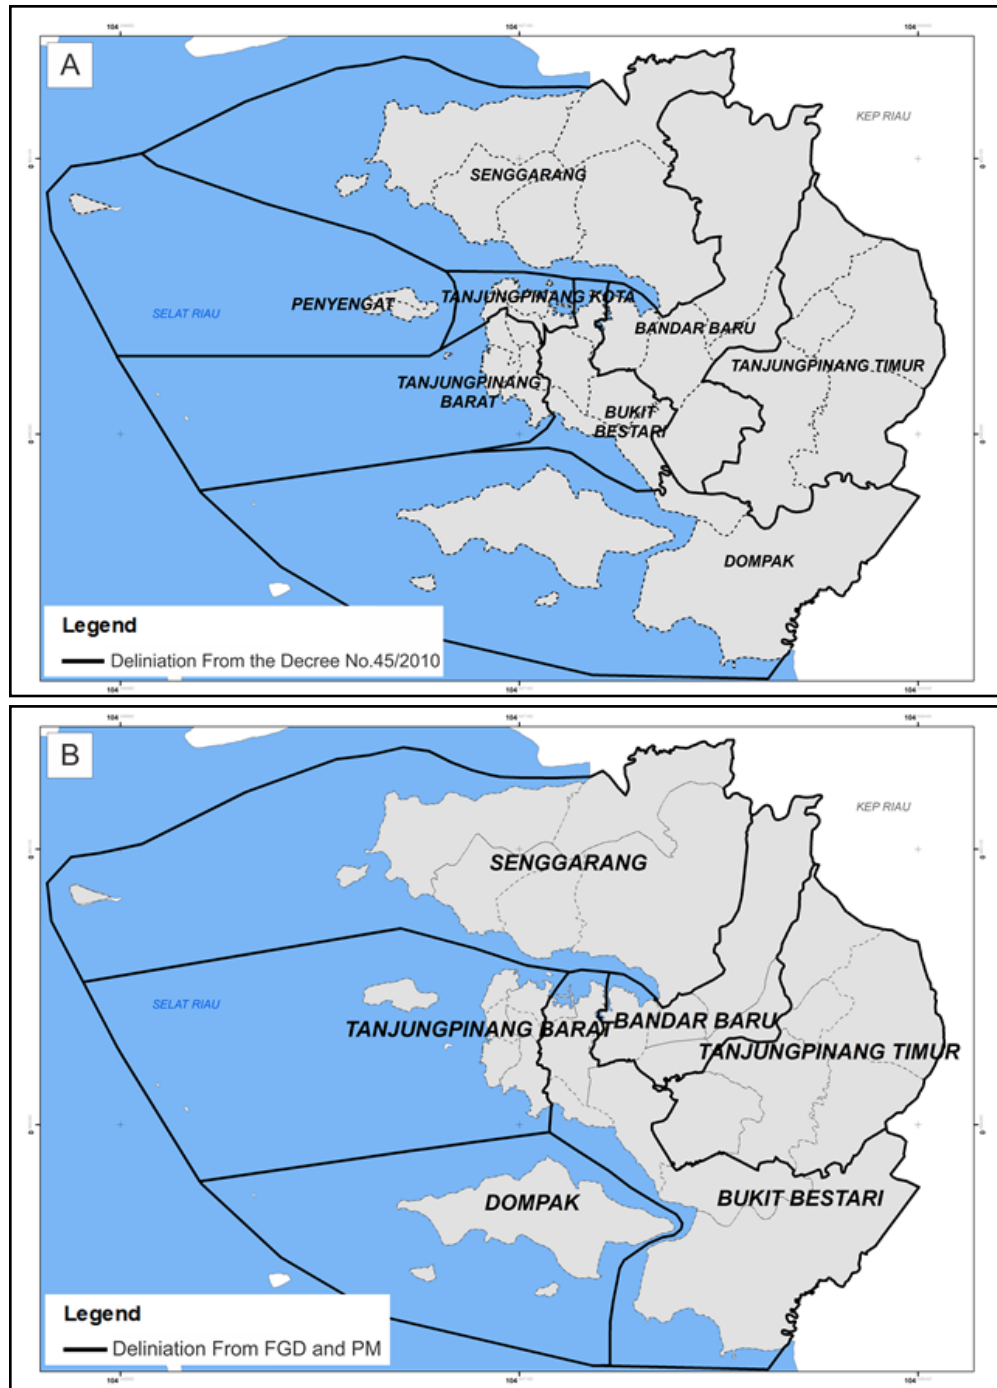 A
KEP RIAU
SENGGARANG
PENYENGAT
TANJUNGPINANG KOTA
SELAT RIAU
BANDAR BARU
TANJUNGPINANG TIMUR
TANJUNGPINANG
BARAT
BUKIT
BESTARI
DOMPAK
Legend
Deliniation From the Decree No.45/2010
B
KEP RIAU
SENGGARANG
SELAT RIAU
TANJUNGPINANG BARAT
BANDAR BARU
TANJUNGPINANG TIMUR
DOMPAK
BUKIT BESTARI
Legend
Deliniation From FGD and PM